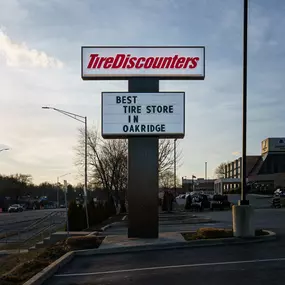 TireDiscounters
BEST
TIRE STORE
IN
OAKRIDGE